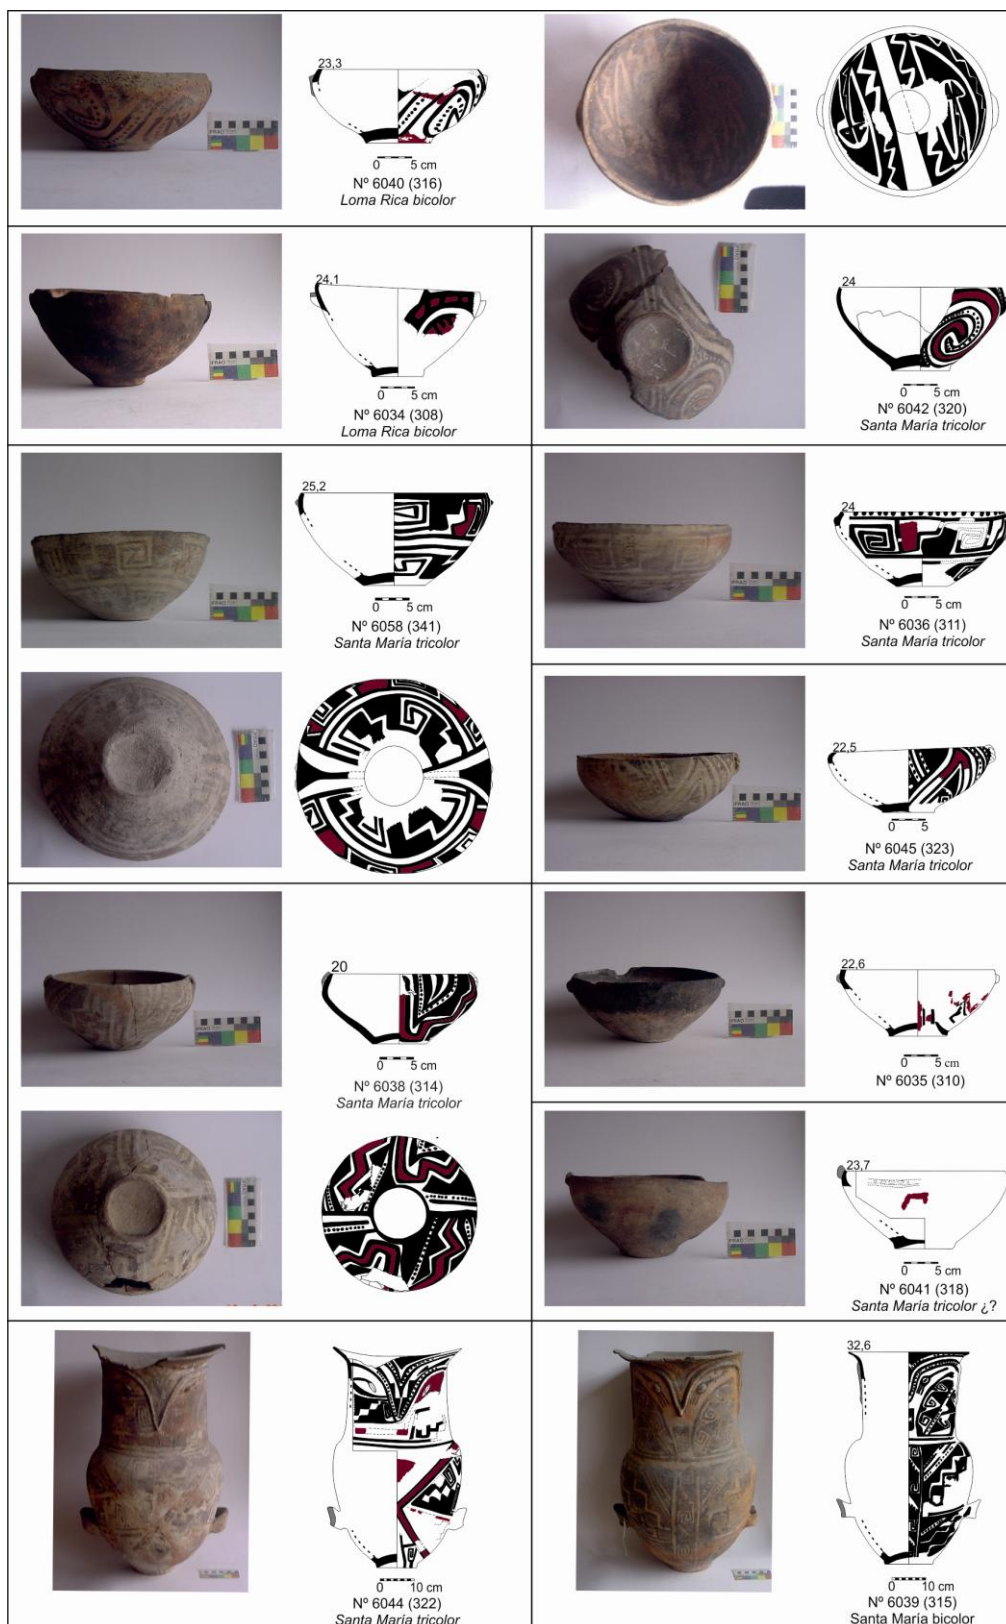 23,3
0 5 cm
Nº 6040 (316)
Loma Rica bicolor
24,1
0 5 cm
Nº 6034 (308)
Loma Rica bicolor
24
0 5 cm
Nº 6042 (320)
Santa María tricolor
25,2
0 5 cm
Nº 6058 (341)
Santa María tricolor
24
0 5 cm
Nº 6036 (311)
Santa María tricolor
22,5
0 5
Nº 6045 (323)
Santa María tricolor
20
0 5 cm
Nº 6038 (314)
Santa María tricolor
22,6
0 5 cm
Nº 6035 (310)
23,7
0 5 cm
Nº 6041 (318)
Santa María tricolor ¿?
0 10 cm
Nº 6044 (322)
Santa María tricolor
32,6
0 10 cm
Nº 6039 (315)
Santa María bicolor